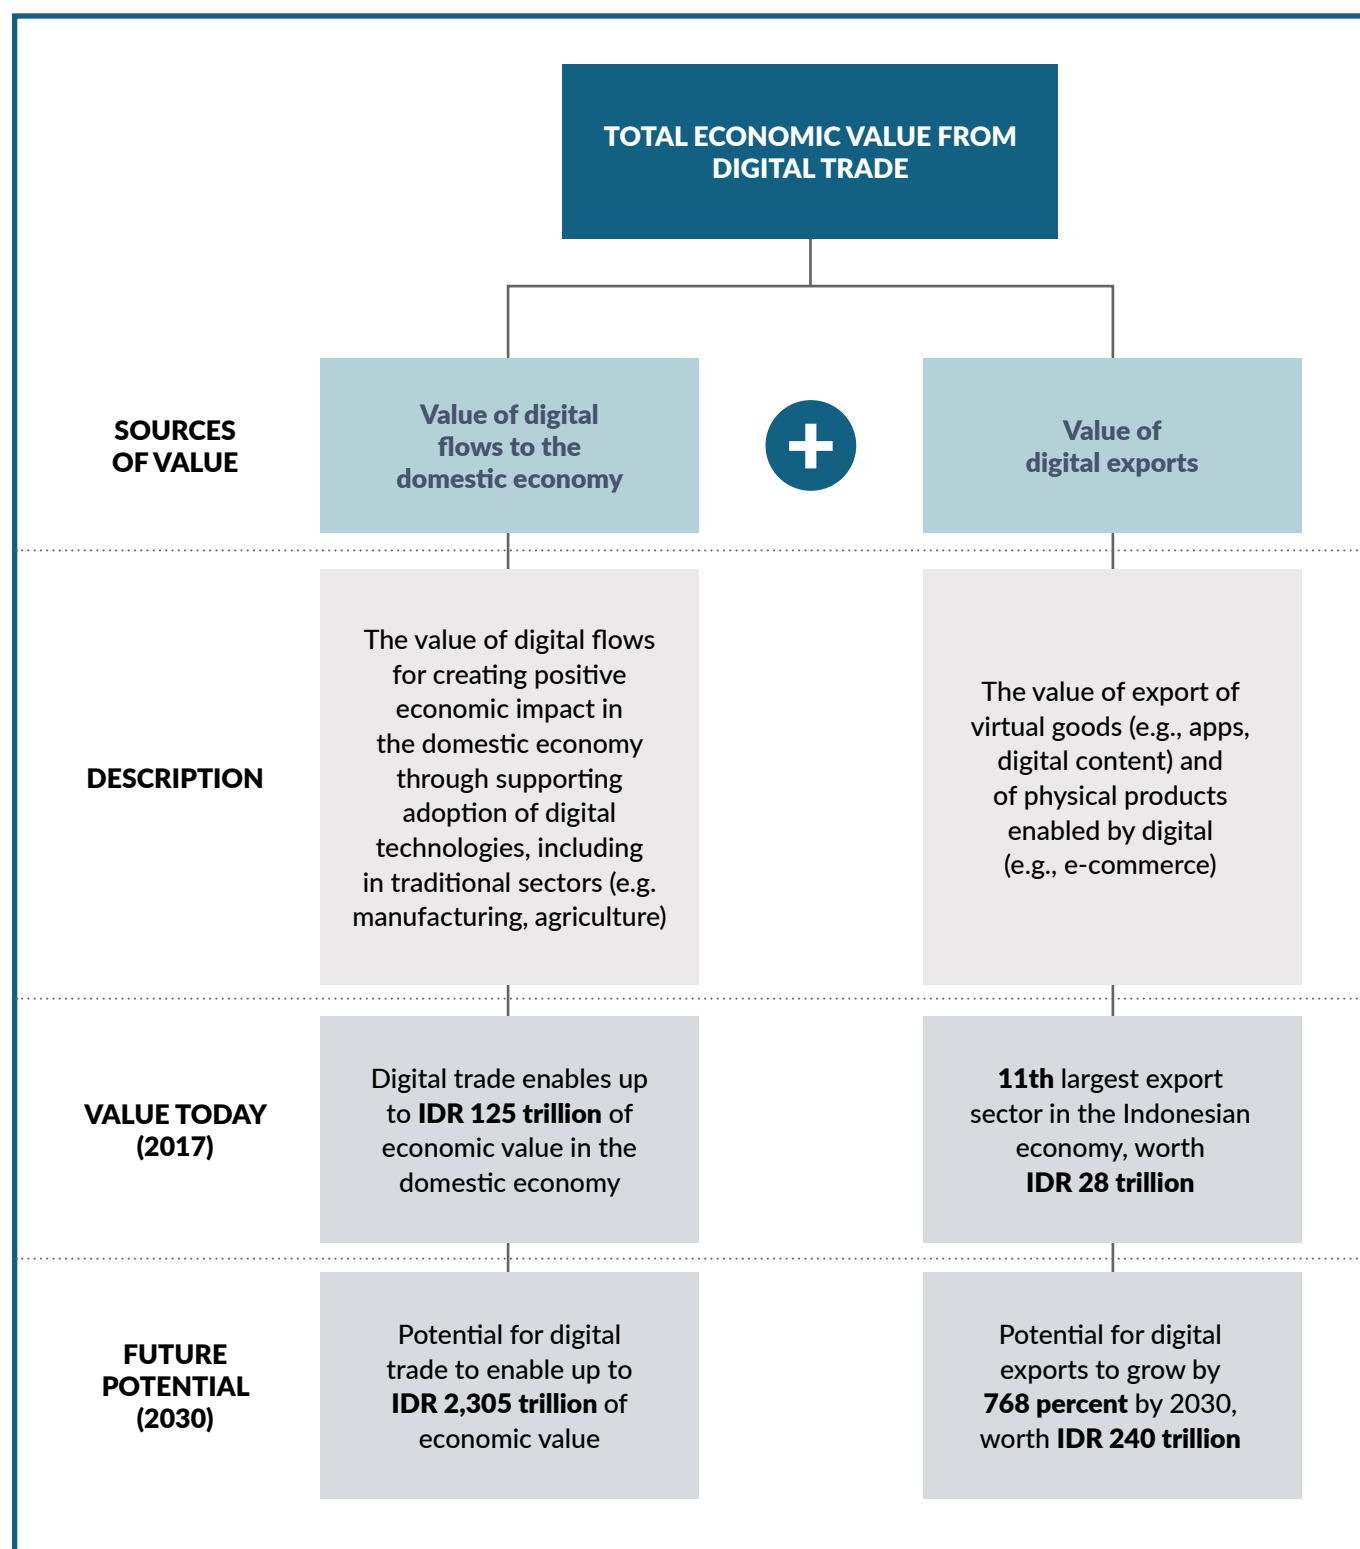 TOTAL ECONOMIC VALUE FROM
DIGITAL TRADE
SOURCES
OF VALUE
Value of digital
flows to the
domestic economy
Value of
digital exports
DESCRIPTION
The value of digital flows
for creating positive
economic impact in
the domestic economy
through supporting
adoption of digital
technologies, including
in traditional sectors (e.g.
manufacturing, agriculture)
The value of export of
virtual goods (e.g., apps,
digital content) and
of physical products
enabled by digital
(e.g., e-commerce)
VALUE TODAY
(2017)
Digital trade enables up
to IDR 125 trillion of
economic value in the
domestic economy
11th largest export
sector in the Indonesian
economy, worth
IDR 28 trillion
FUTURE
POTENTIAL
(2030)
Potential for digital
trade to enable up to
IDR 2,305 trillion of
economic value
Potential for digital
exports to grow by
768 percent by 2030,
worth IDR 240 trillion